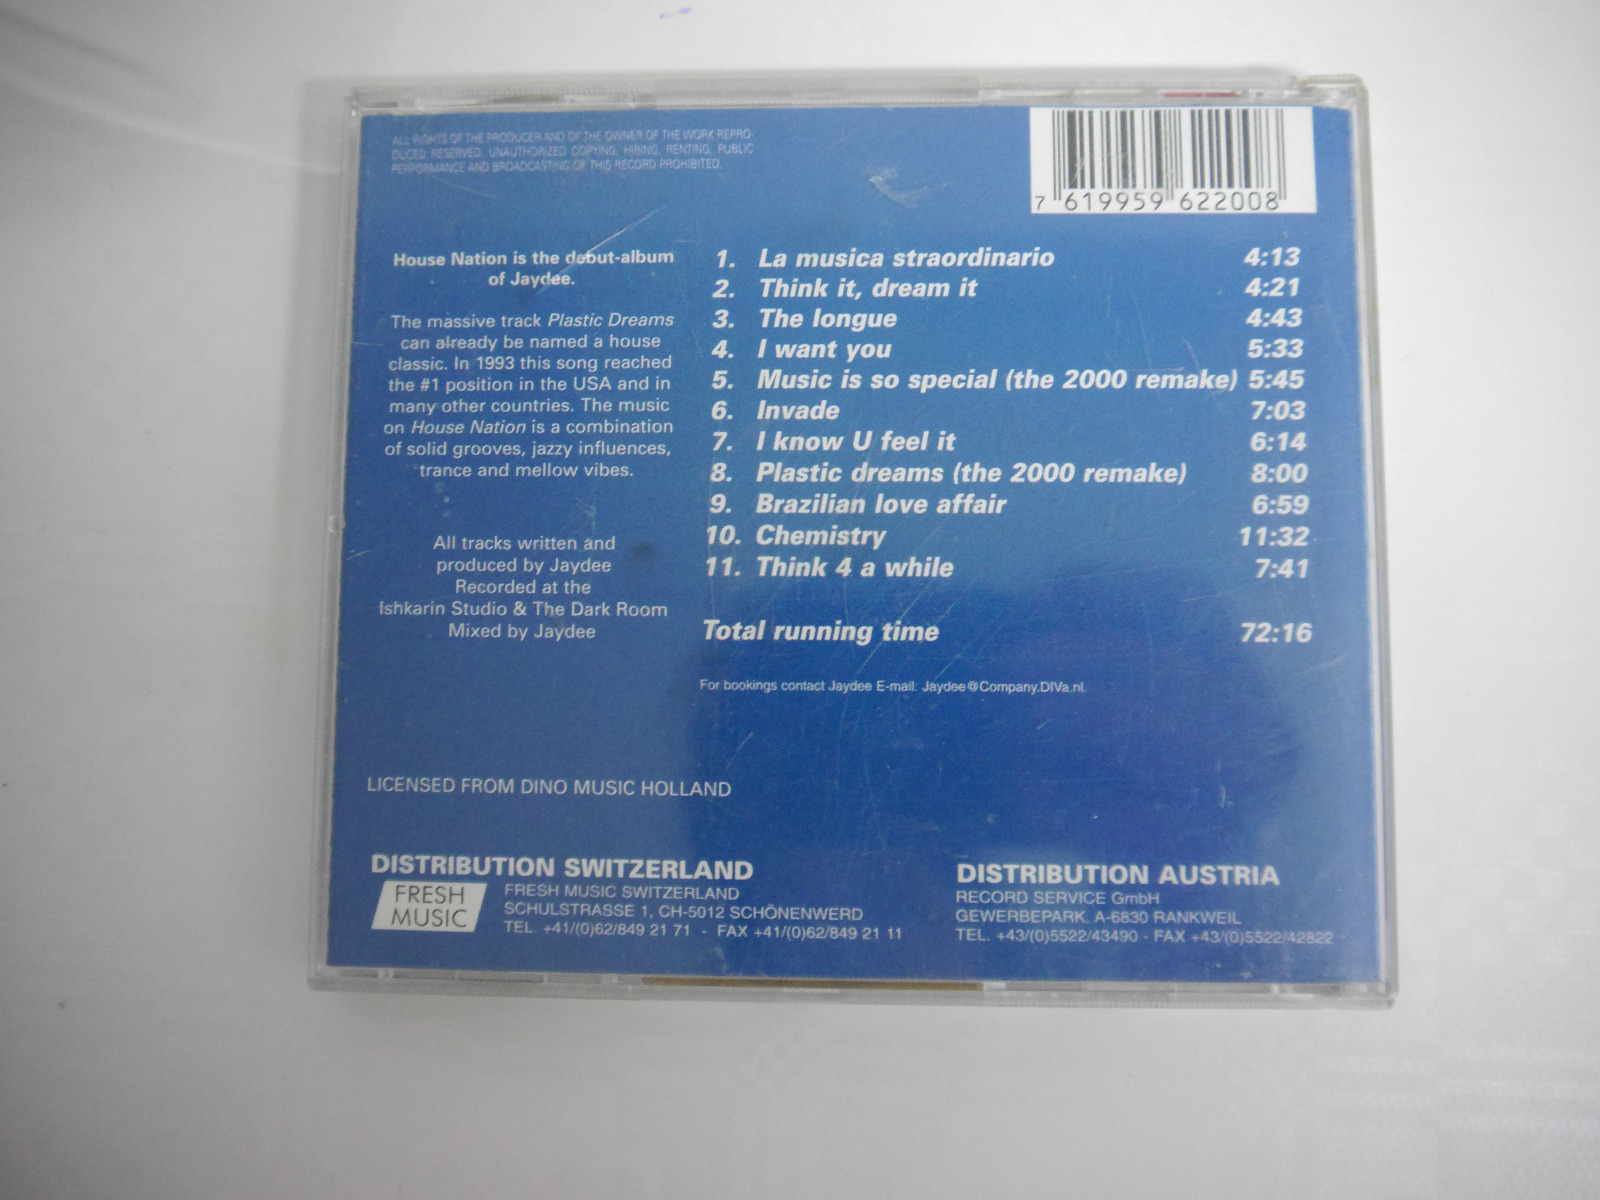 ALL RIGHTS OF THE PRODUCER AND OF THE OWNER OF THE WORK REPRO-
DUCED RESERVED. UNAUTHORIZED COPYING, HIRING, RENTING, PUBLIC
PERFORMANCE AND BROADCASTING OF THIS RECORD PROHIBITED.
7 619959 622008
House Nation is the debut-album
of Jaydee.
The massive track Plastic Dreams
can already be named a house
classic. In 1993 this song reached
the #1 position in the USA and in
many other countries. The music
on House Nation is a combination
of solid grooves, jazzy influences,
trance and mellow vibes.
All tracks written and
produced by Jaydee
Recorded at the
Ishkarin Studio & The Dark Room
Mixed by Jaydee
1. La musica straordinario 4:13
2. Think it, dream it 4:21
3. The longue 4:43
4. I want you 5:33
5. Music is so special (the 2000 remake) 5:45
6. Invade 7:03
7. I know U feel it 6:14
8. Plastic dreams (the 2000 remake) 8:00
9. Brazilian love affair 6:59
10. Chemistry 11:32
11. Think 4 a while 7:41
Total running time 72:16
For bookings contact Jaydee E-mail: Jaydee@Company.DIVa.nl.
LICENSED FROM DINO MUSIC HOLLAND
DISTRIBUTION SWITZERLAND
FRESH
MUSIC
FRESH MUSIC SWITZERLAND
SCHULSTRASSE 1, CH-5012 SCHÖNENWERD
TEL. +41/(0)62/849 21 71 - FAX +41/(0)62/849 21 11
DISTRIBUTION AUSTRIA
RECORD SERVICE GmbH
GEWERBEPARK. A-6830 RANKWEIL
TEL. +43/(0)5522/43490 - FAX +43/(0)5522/42822